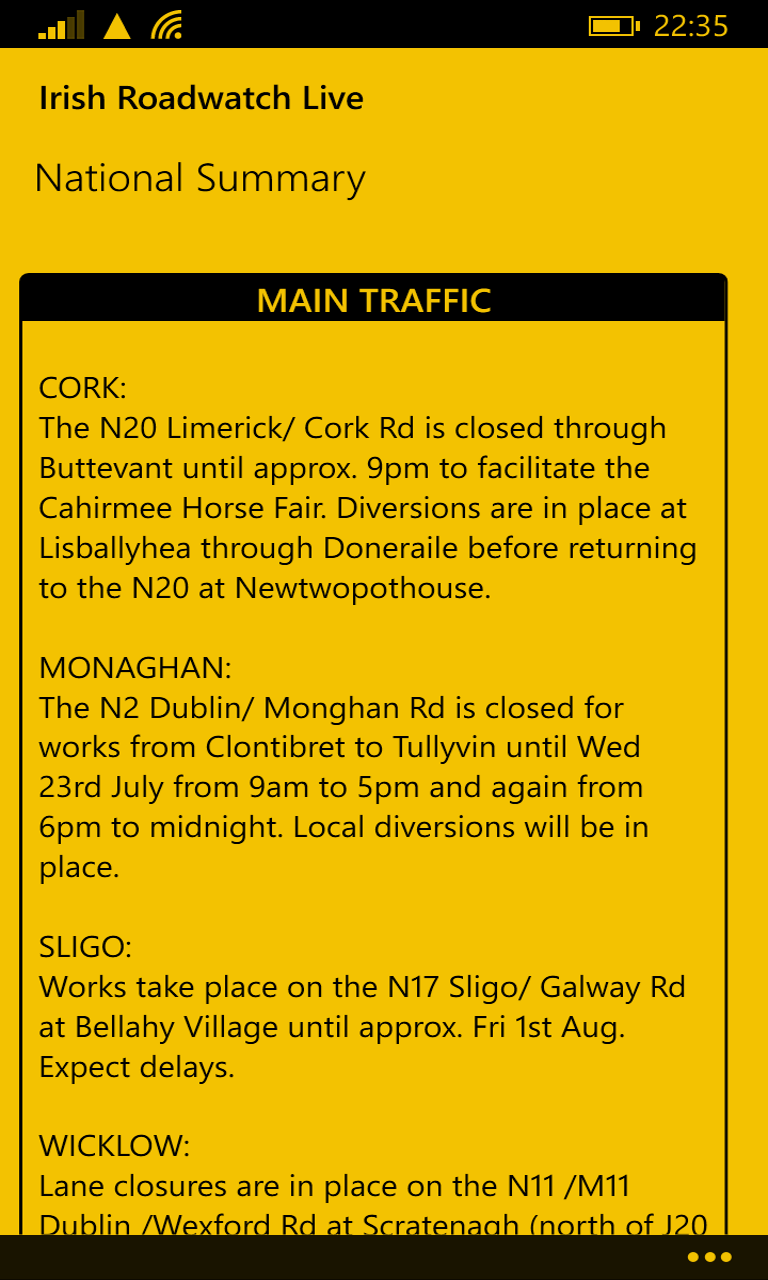 22:35
Irish Roadwatch Live
National Summary
MAIN TRAFFIC
CORK:
The N20 Limerick/ Cork Rd is closed through
Buttevant until approx. 9pm to facilitate the
Cahirmee Horse Fair. Diversions are in place at
Lisballyhea through Doneraile before returning
to the N20 at Newtwopothouse.
MONAGHAN:
The N2 Dublin/ Monghan Rd is closed for
works from Clontibret to Tullyvin until Wed
23rd July from 9am to 5pm and again from
6pm to midnight. Local diversions will be in
place.
SLIGO:
Works take place on the N17 Sligo/ Galway Rd
at Bellahy Village until approx. Fri 1st Aug.
Expect delays.
WICKLOW:
Lane closures are in place on the N11 /M11
Dublin /Wexford Rd at Scratenagh (north of J20